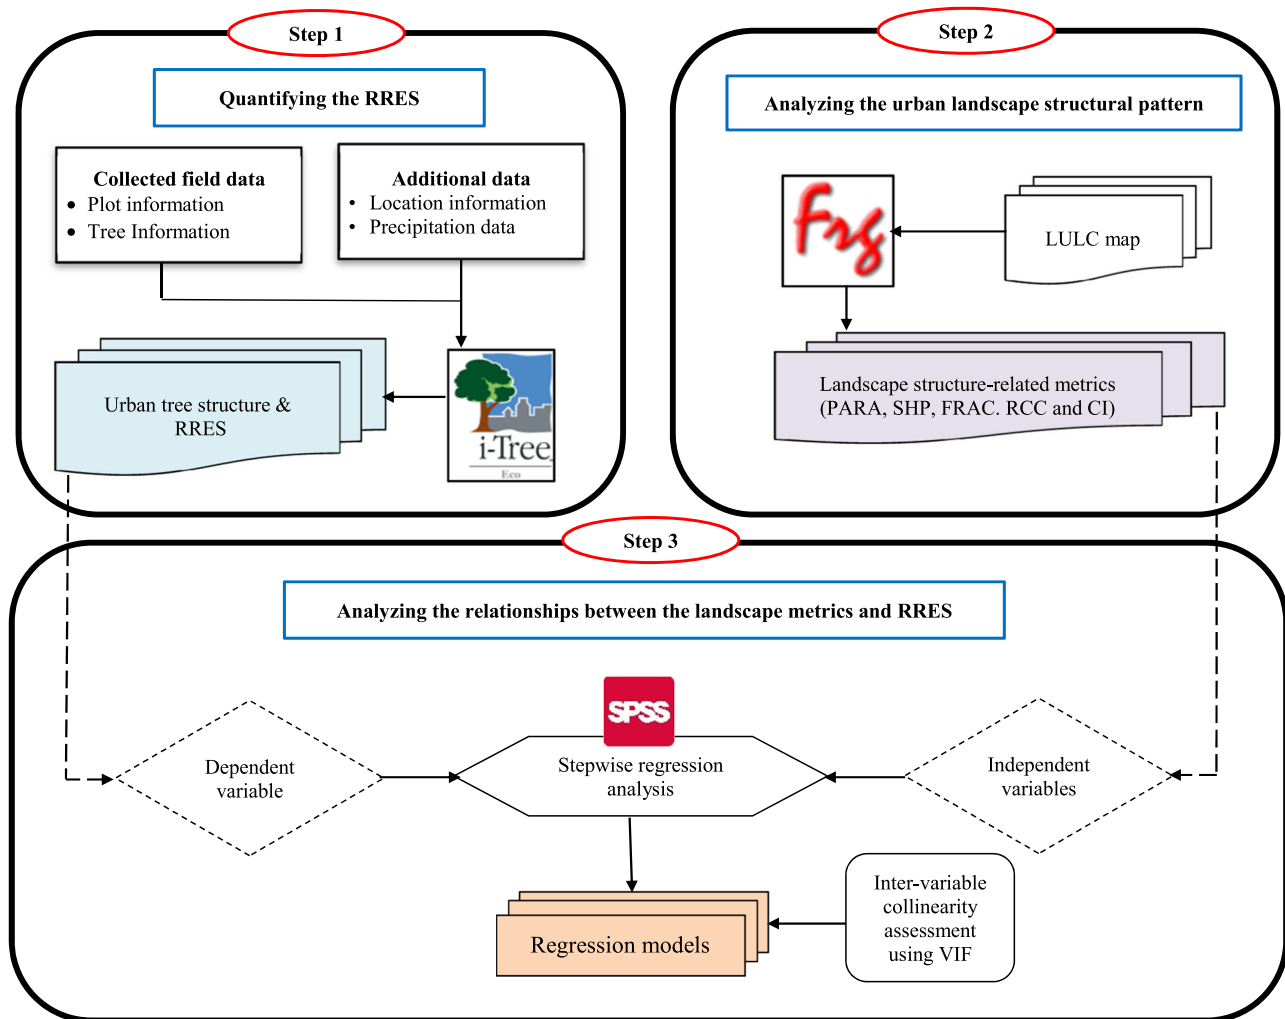 Step 1
Quantifying the RRES
Collected field data
• Plot information
• Tree Information
Additional data
• Location information
• Precipitation data
Urban tree structure &
RRES
i-Tree
Eco
Step 2
Analyzing the urban landscape structural pattern
Frg
LULC map
Landscape structure-related metrics
(PARA, SHP, FRAC. RCC and CI)
Step 3
Analyzing the relationships between the landscape metrics and RRES
SPSS
Dependent
variable
Stepwise regression
analysis
Independent
variables
Regression models
Inter-variable
collinearity
assessment
using VIF